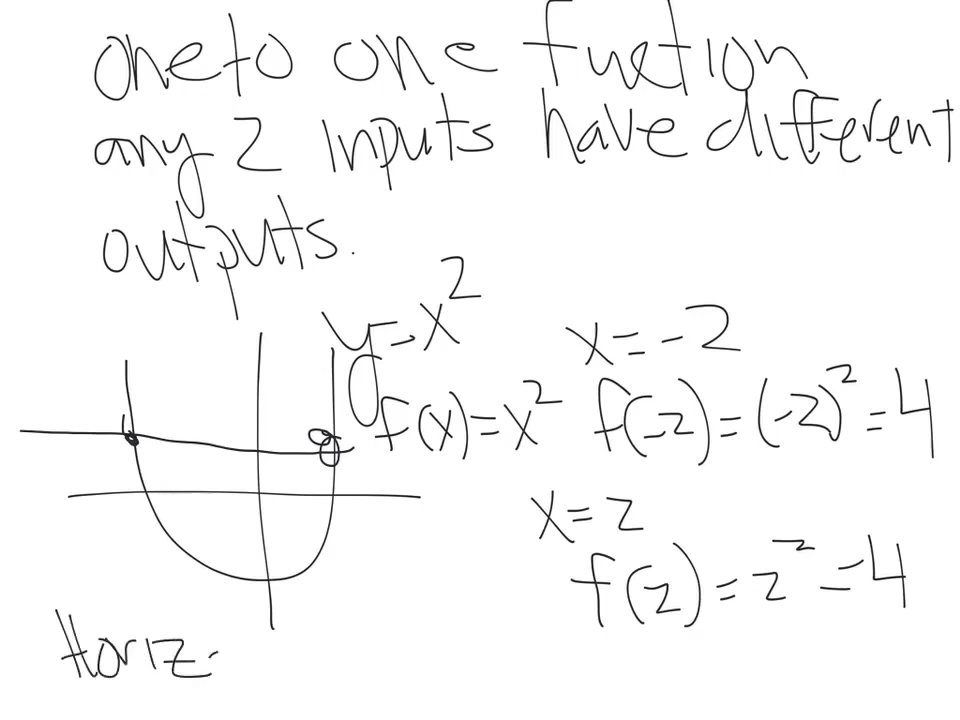 one to one fuction
any 2 inputs have different
outputs.
y=x²
x=-2
f(x)=x² f(-2)=(-2)²=4
x=2
f(2)=2²=4
Horiz.